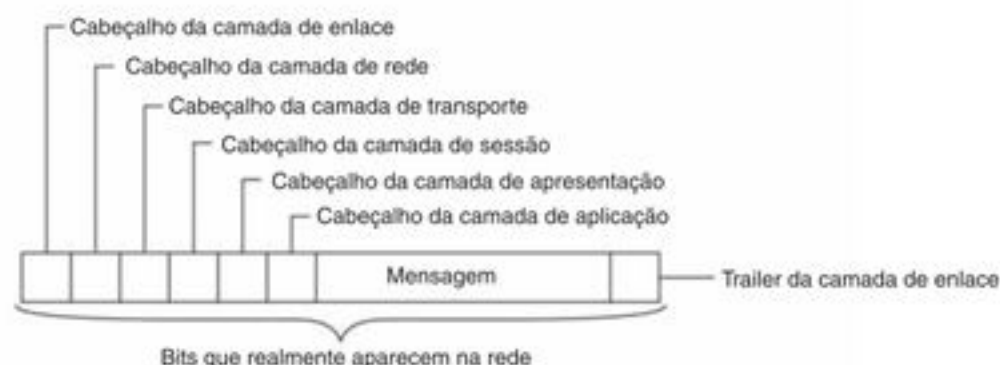 Cabeçalho da camada de enlace
Cabeçalho da camada de rede
Cabeçalho da camada de transporte
Cabeçalho da camada de sessão
Cabeçalho da camada de apresentação
Cabeçalho da camada de aplicação
Mensagem
Trailer da camada de enlace
Bits que realmente aparecem na rede